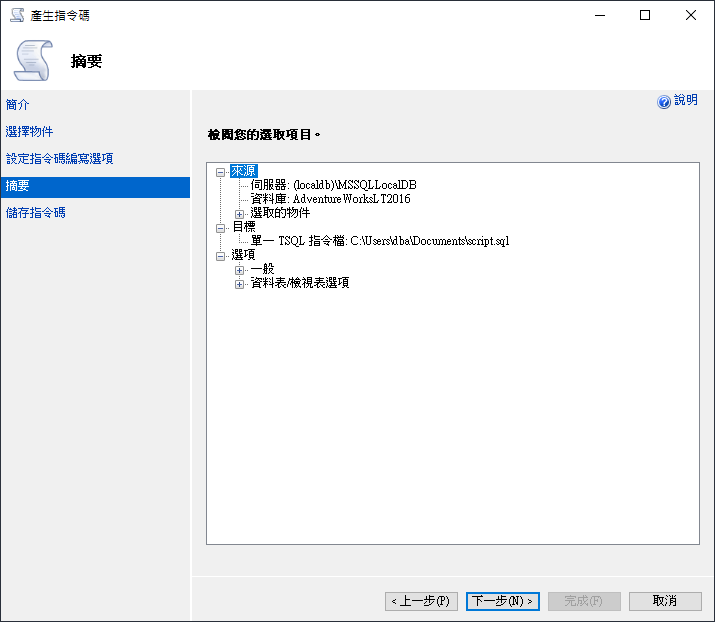 產生指令碼
摘要
簡介
選擇物件
設定指令碼編寫選項
摘要
儲存指令碼
說明
檢閱您的選取項目。
來源
伺服器: (localdb)\MSSQLLocalDB
資料庫: AdventureWorksLT2016
選取的物件
目標
單一 TSQL 指令檔: C:\Users\dba\Documents\script.sql
選項
一般
資料表/檢視表選項
< 上一步(P)
下一步(N) >
完成(F)
取消